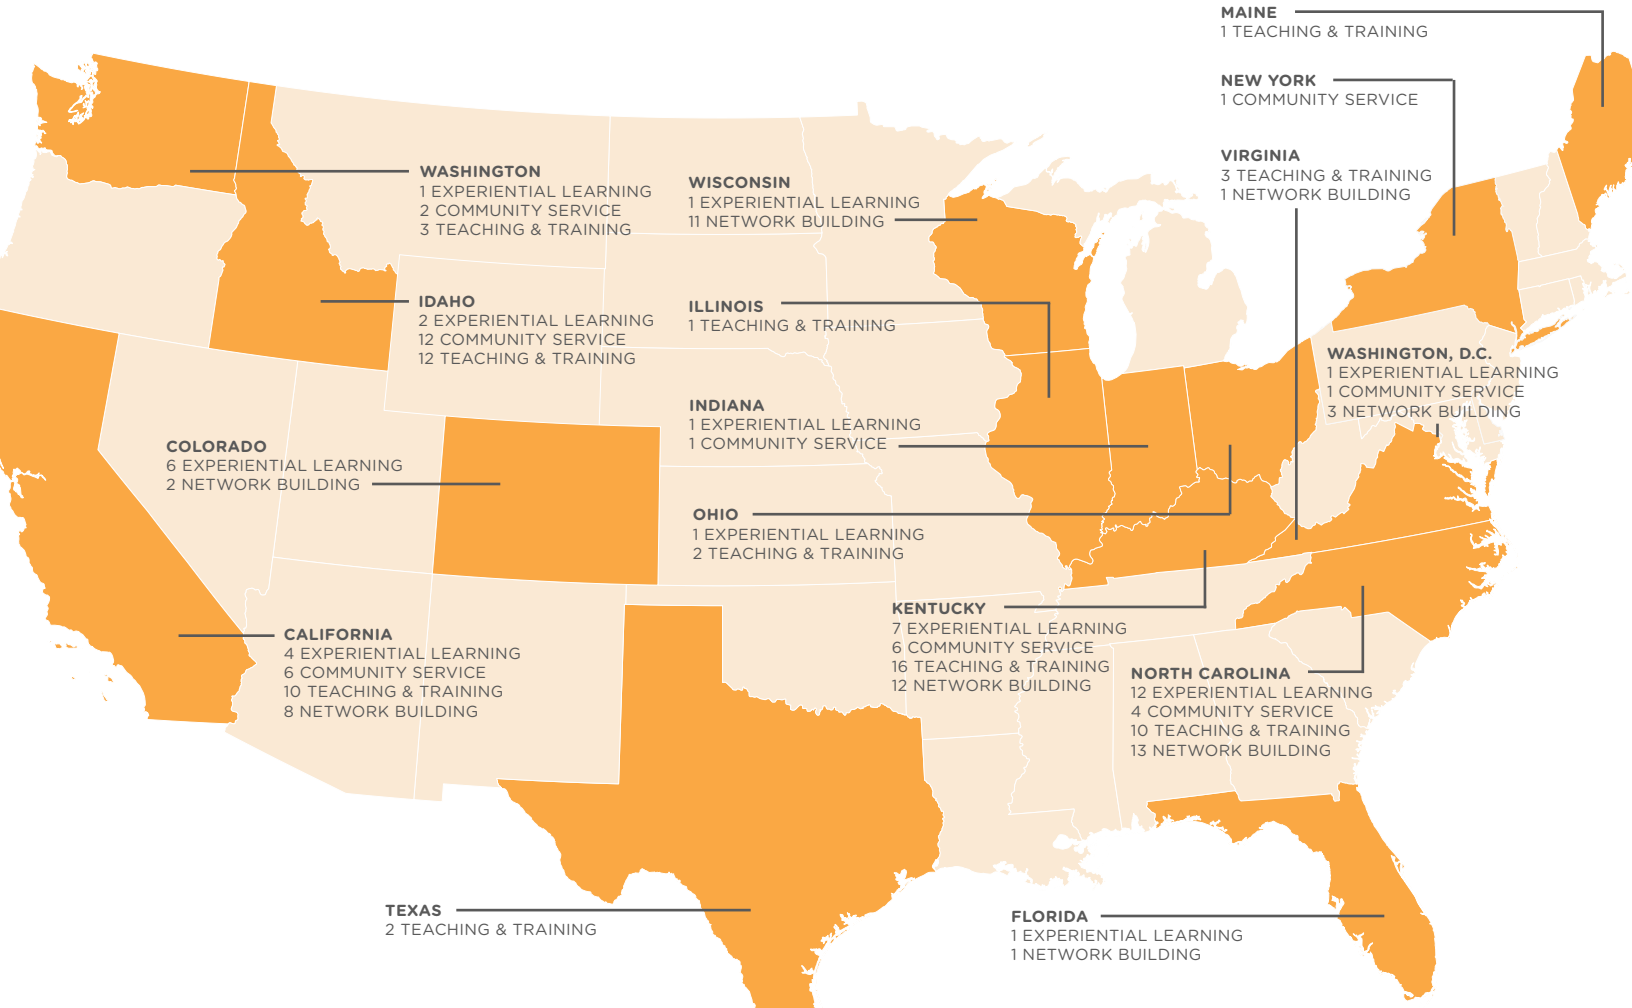 MAINE
1 TEACHING & TRAINING
NEW YORK
1 COMMUNITY SERVICE
VIRGINIA
3 TEACHING & TRAINING
1 NETWORK BUILDING
WASHINGTON
1 EXPERIENTIAL LEARNING
2 COMMUNITY SERVICE
3 TEACHING & TRAINING
WISCONSIN
1 EXPERIENTIAL LEARNING
11 NETWORK BUILDING
IDAHO
2 EXPERIENTIAL LEARNING
12 COMMUNITY SERVICE
12 TEACHING & TRAINING
ILLINOIS
1 TEACHING & TRAINING
WASHINGTON, D.C.
1 EXPERIENTIAL LEARNING
1 COMMUNITY SERVICE
3 NETWORK BUILDING
INDIANA
1 EXPERIENTIAL LEARNING
1 COMMUNITY SERVICE
COLORADO
6 EXPERIENTIAL LEARNING
2 NETWORK BUILDING
OHIO
1 EXPERIENTIAL LEARNING
2 TEACHING & TRAINING
KENTUCKY
7 EXPERIENTIAL LEARNING
6 COMMUNITY SERVICE
16 TEACHING & TRAINING
12 NETWORK BUILDING
CALIFORNIA
4 EXPERIENTIAL LEARNING
6 COMMUNITY SERVICE
10 TEACHING & TRAINING
8 NETWORK BUILDING
NORTH CAROLINA
12 EXPERIENTIAL LEARNING
4 COMMUNITY SERVICE
10 TEACHING & TRAINING
13 NETWORK BUILDING
TEXAS
2 TEACHING & TRAINING
FLORIDA
1 EXPERIENTIAL LEARNING
1 NETWORK BUILDING